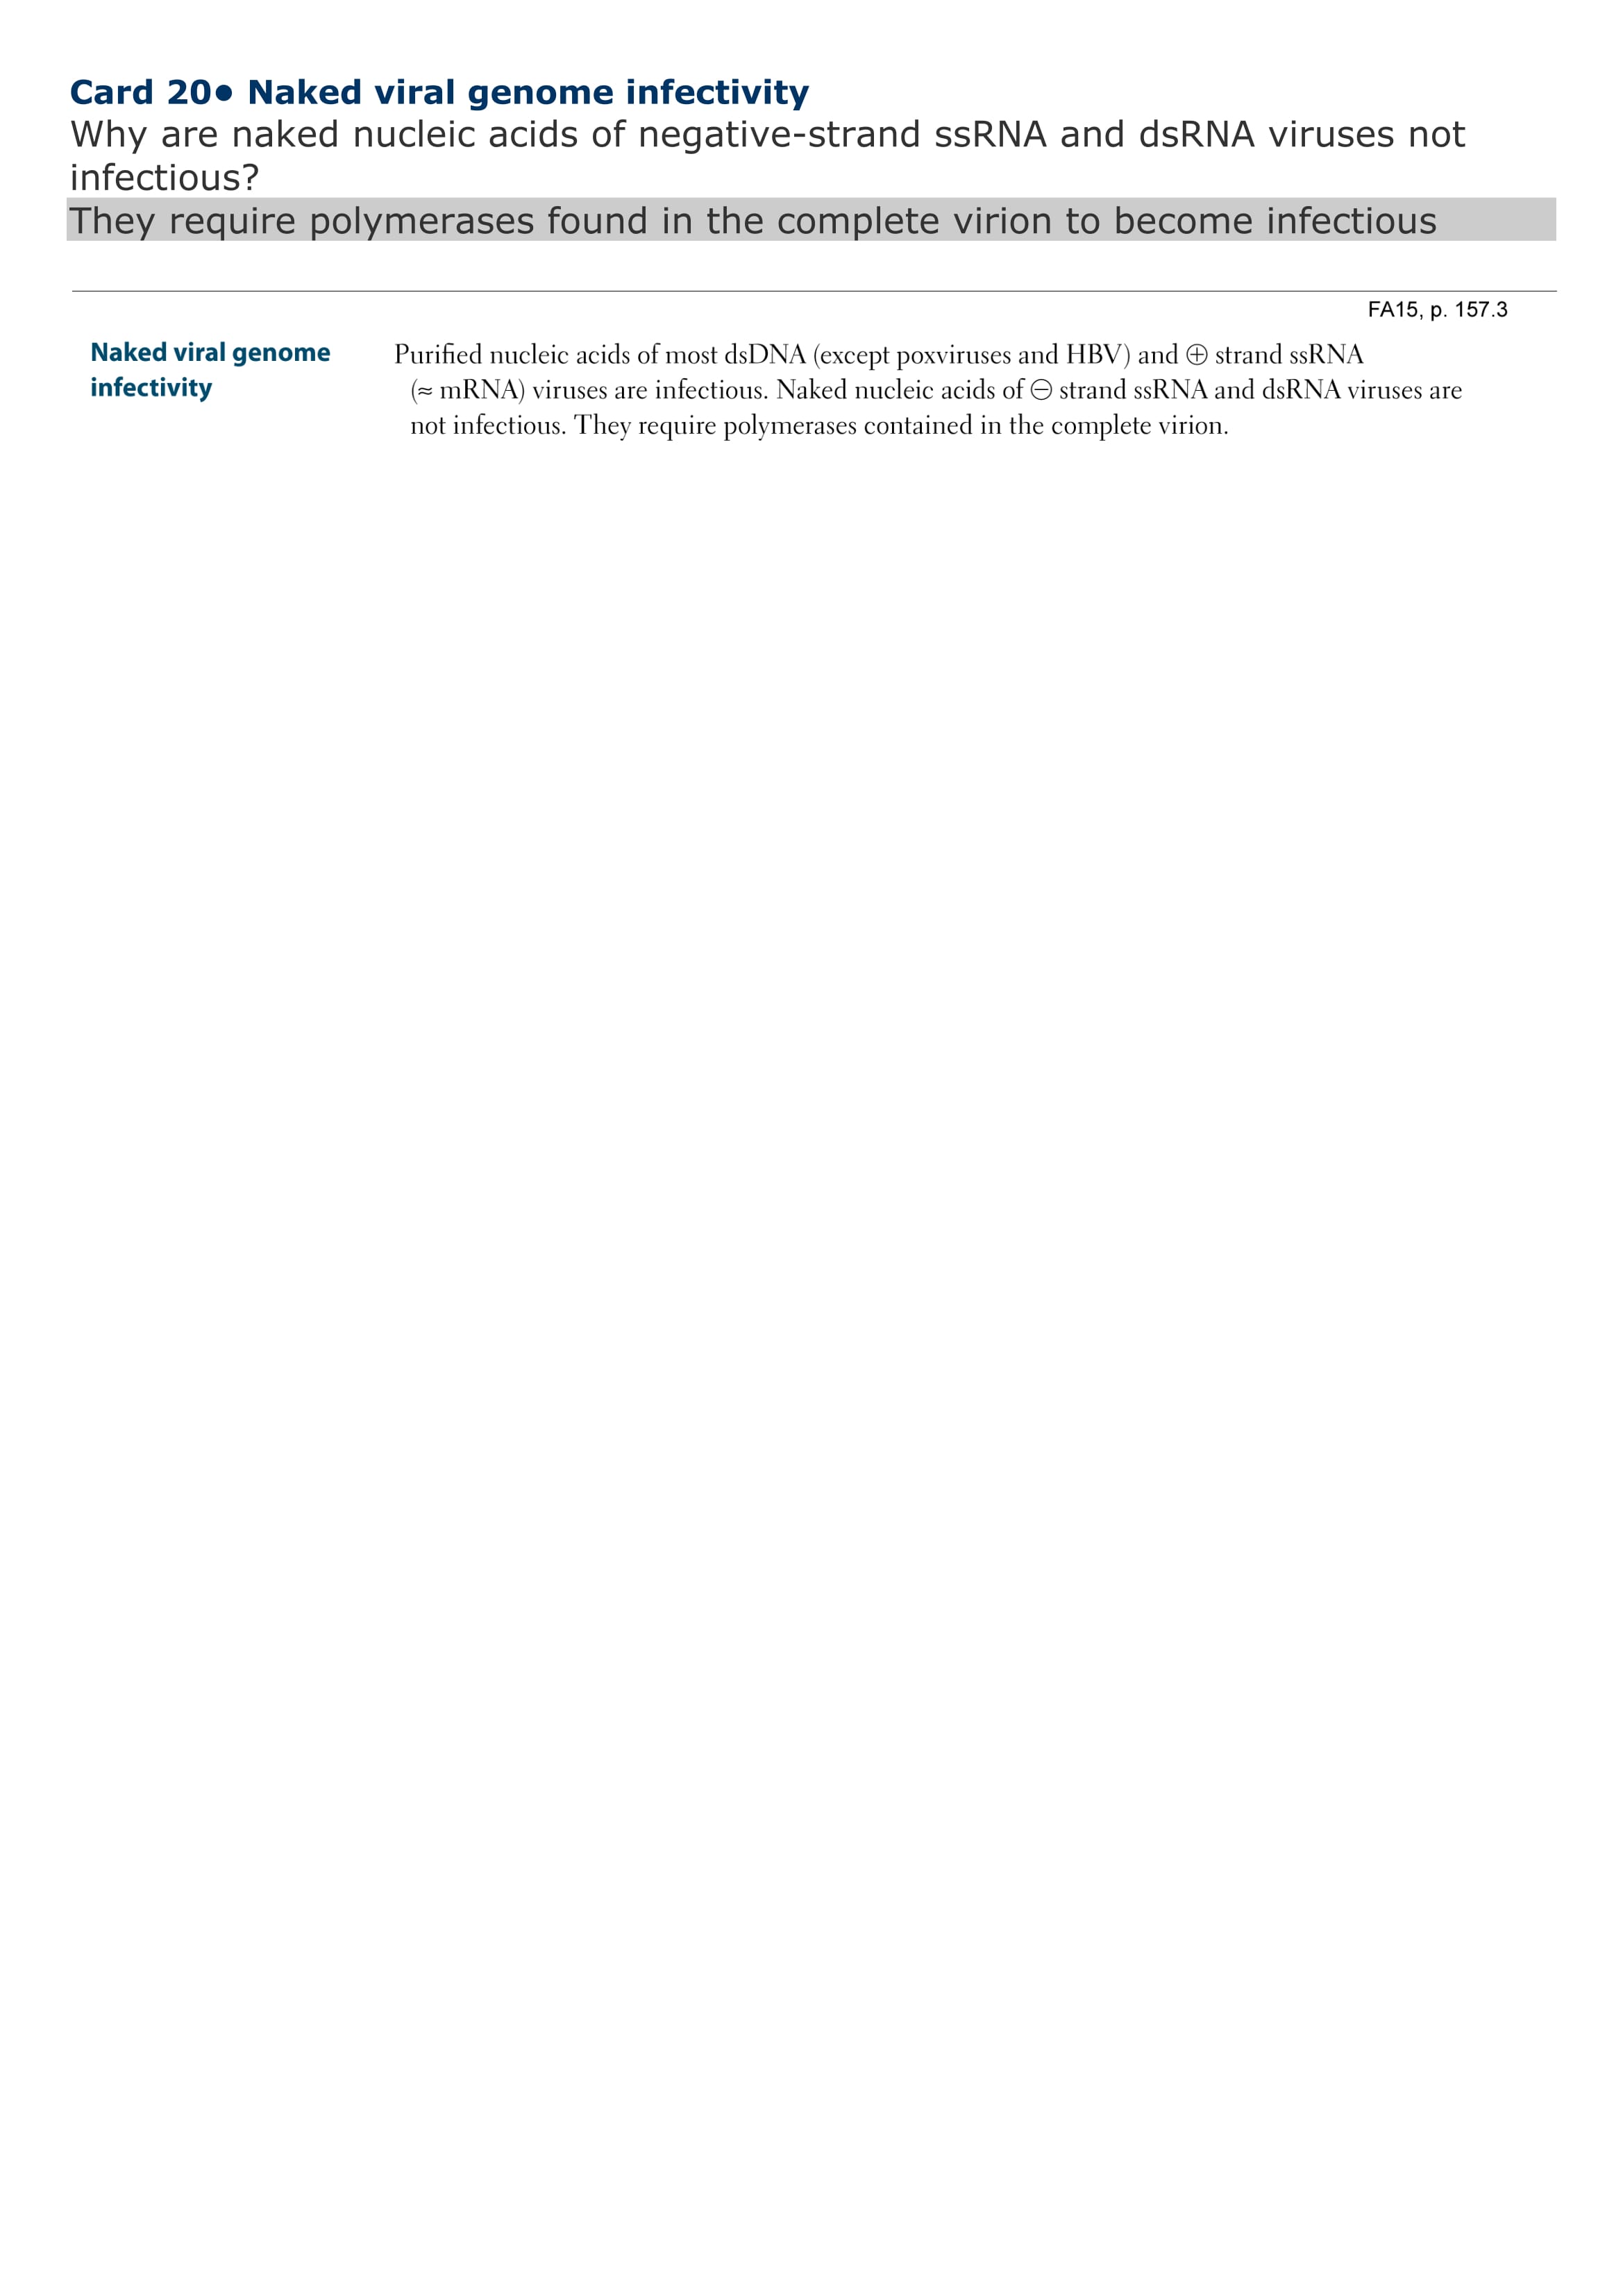 Card 20• Naked viral genome infectivity
Why are naked nucleic acids of negative-strand ssRNA and dsRNA viruses not
infectious?
They require polymerases found in the complete virion to become infectious
FA15, p. 157.3
Naked viral genome
infectivity
Purified nucleic acids of most dsDNA (except poxviruses and HBV) and ⊕ strand ssRNA
(≈ mRNA) viruses are infectious. Naked nucleic acids of ⊖ strand ssRNA and dsRNA viruses are
not infectious. They require polymerases contained in the complete virion.